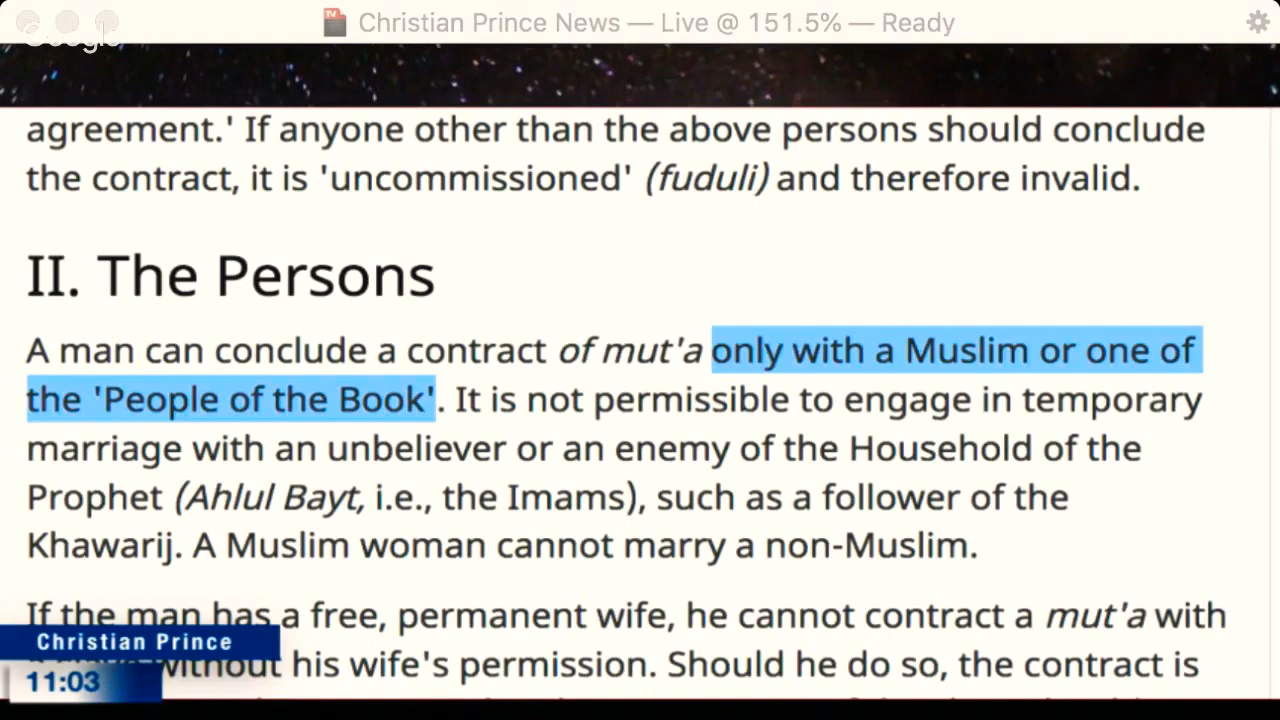 Christian Prince News — Live @ 151.5% — Ready
Google
agreement.' If anyone other than the above persons should conclude
the contract, it is 'uncommissioned' (fuduli) and therefore invalid.
II. The Persons
A man can conclude a contract of mut'a only with a Muslim or one of
the 'People of the Book'. It is not permissible to engage in temporary
marriage with an unbeliever or an enemy of the Household of the
Prophet (Ahlul Bayt, i.e., the Imams), such as a follower of the
Khawarij. A Muslim woman cannot marry a non-Muslim.
If the man has a free, permanent wife, he cannot contract a mut'a with
without his wife's permission. Should he do so, the contract is
Christian Prince
11:03